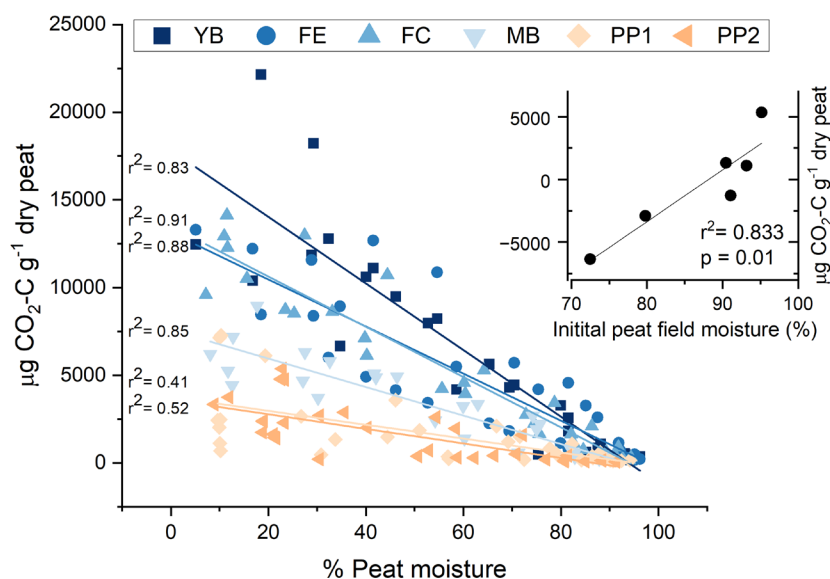 YB FE FC MB PP1 PP2
25000
20000
15000
10000
5000
0
µg CO₂-C g⁻¹ dry peat
r²= 0.83
r²= 0.91
r²= 0.88
r²= 0.85
r²= 0.41
r²= 0.52
0 20 40 60 80 100
% Peat moisture
5000
0
−5000
µg CO₂-C g⁻¹ dry peat
r²= 0.833
p = 0.01
70 80 90 100
Initital peat field moisture (%)